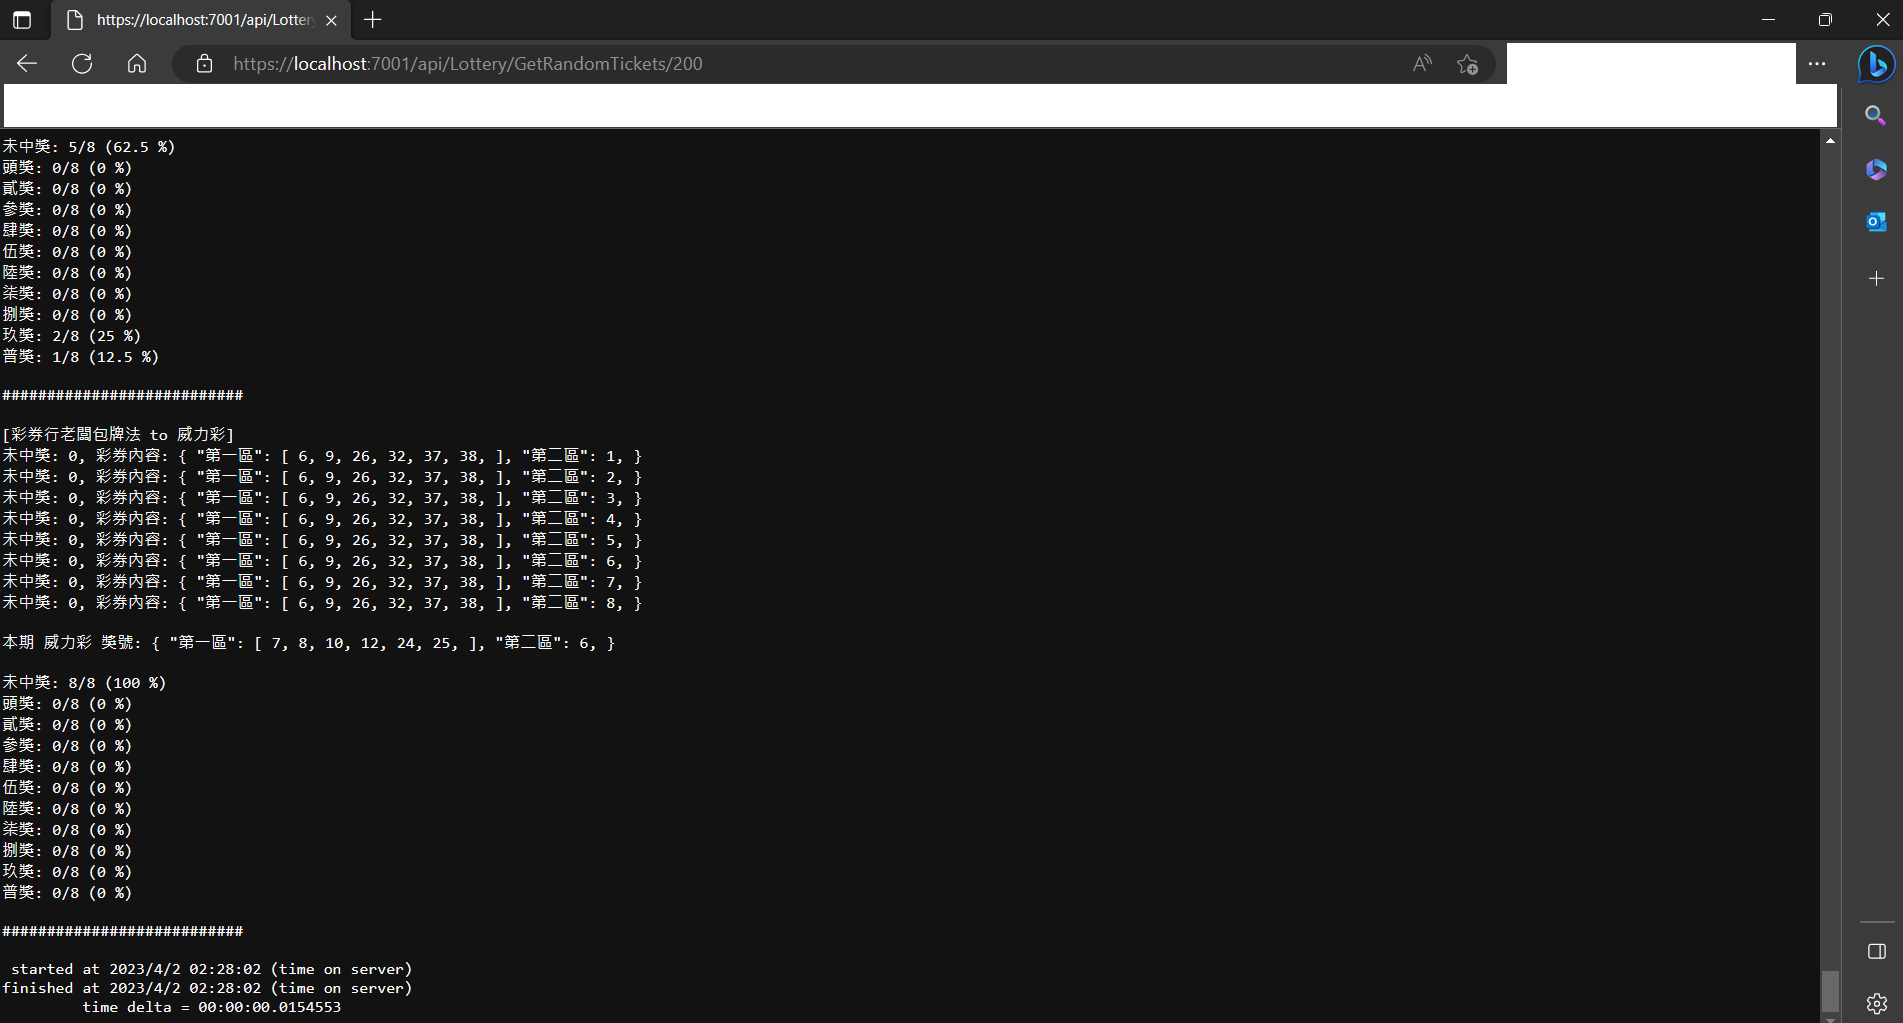 https://localhost:7001/api/Lotter
https://localhost:7001/api/Lottery/GetRandomTickets/200
未中獎: 5/8 (62.5 %)
頭獎: 0/8 (0 %)
貳獎: 0/8 (0 %)
參獎: 0/8 (0 %)
肆獎: 0/8 (0 %)
伍獎: 0/8 (0 %)
陸獎: 0/8 (0 %)
柒獎: 0/8 (0 %)
捌獎: 0/8 (0 %)
玖獎: 2/8 (25 %)
普獎: 1/8 (12.5 %)
###########################
[彩券行老闆包牌法 to 威力彩]
未中獎: 0, 彩券內容: { "第一區": [ 6, 9, 26, 32, 37, 38, ], "第二區": 1, }
未中獎: 0, 彩券內容: { "第一區": [ 6, 9, 26, 32, 37, 38, ], "第二區": 2, }
未中獎: 0, 彩券內容: { "第一區": [ 6, 9, 26, 32, 37, 38, ], "第二區": 3, }
未中獎: 0, 彩券內容: { "第一區": [ 6, 9, 26, 32, 37, 38, ], "第二區": 4, }
未中獎: 0, 彩券內容: { "第一區": [ 6, 9, 26, 32, 37, 38, ], "第二區": 5, }
未中獎: 0, 彩券內容: { "第一區": [ 6, 9, 26, 32, 37, 38, ], "第二區": 6, }
未中獎: 0, 彩券內容: { "第一區": [ 6, 9, 26, 32, 37, 38, ], "第二區": 7, }
未中獎: 0, 彩券內容: { "第一區": [ 6, 9, 26, 32, 37, 38, ], "第二區": 8, }
本期 威力彩 獎號: { "第一區": [ 7, 8, 10, 12, 24, 25, ], "第二區": 6, }
未中獎: 8/8 (100 %)
頭獎: 0/8 (0 %)
貳獎: 0/8 (0 %)
參獎: 0/8 (0 %)
肆獎: 0/8 (0 %)
伍獎: 0/8 (0 %)
陸獎: 0/8 (0 %)
柒獎: 0/8 (0 %)
捌獎: 0/8 (0 %)
玖獎: 0/8 (0 %)
普獎: 0/8 (0 %)
###########################
started at 2023/4/2 02:28:02 (time on server)
finished at 2023/4/2 02:28:02 (time on server)
time delta = 00:00:00.0154553